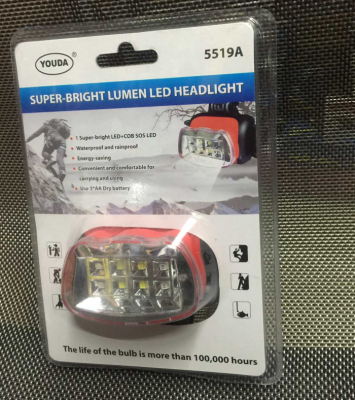 YOUDA
5519A
SUPER-BRIGHT LUMEN LED HEADLIGHT
• 1 Super-bright LED+COB SOS LED
• Waterproof and rainproof
• Energy-saving
• Convenient and comfortable for
carrying and using
• Use 3*AA Dry battery
The life of the bulb is more than 100,000 hours